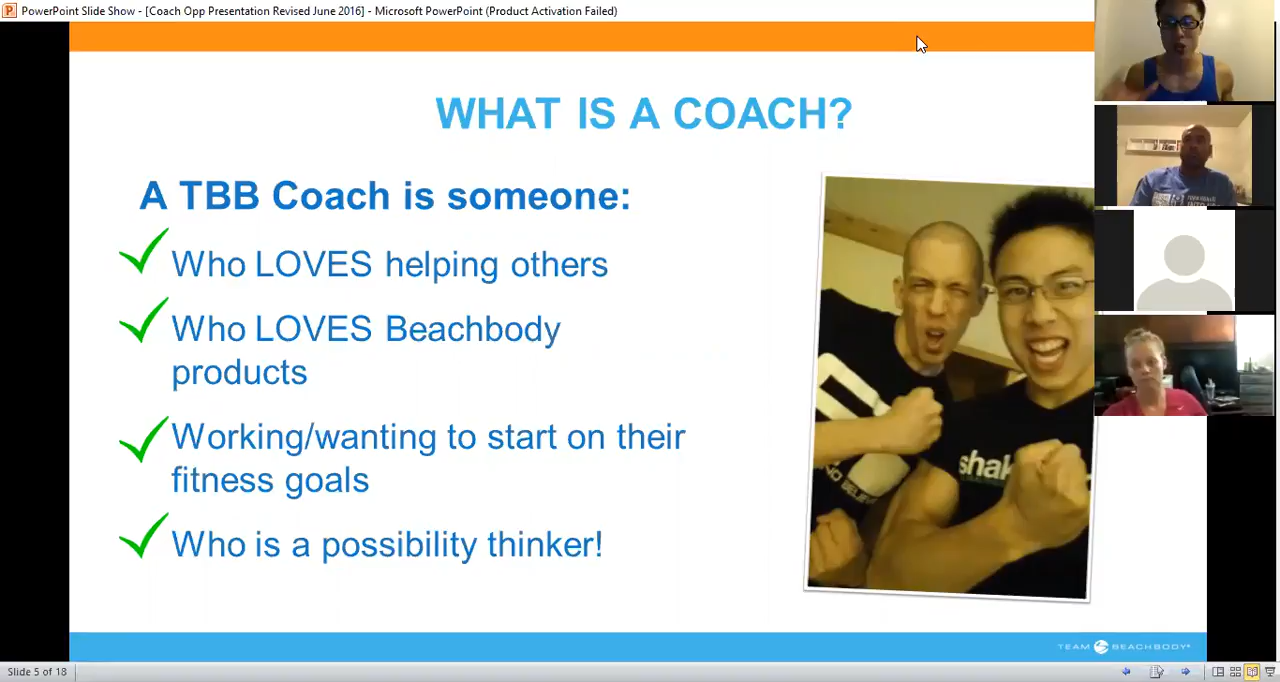 PowerPoint Slide Show - [Coach Opp Presentation Revised June 2016] - Microsoft PowerPoint (Product Activation Failed)
WHAT IS A COACH?
A TBB Coach is someone:
Who LOVES helping others
Who LOVES Beachbody
products
Working/wanting to start on their
fitness goals
Who is a possibility thinker!
shak
TEAM BEACHBODY
Slide 5 of 18